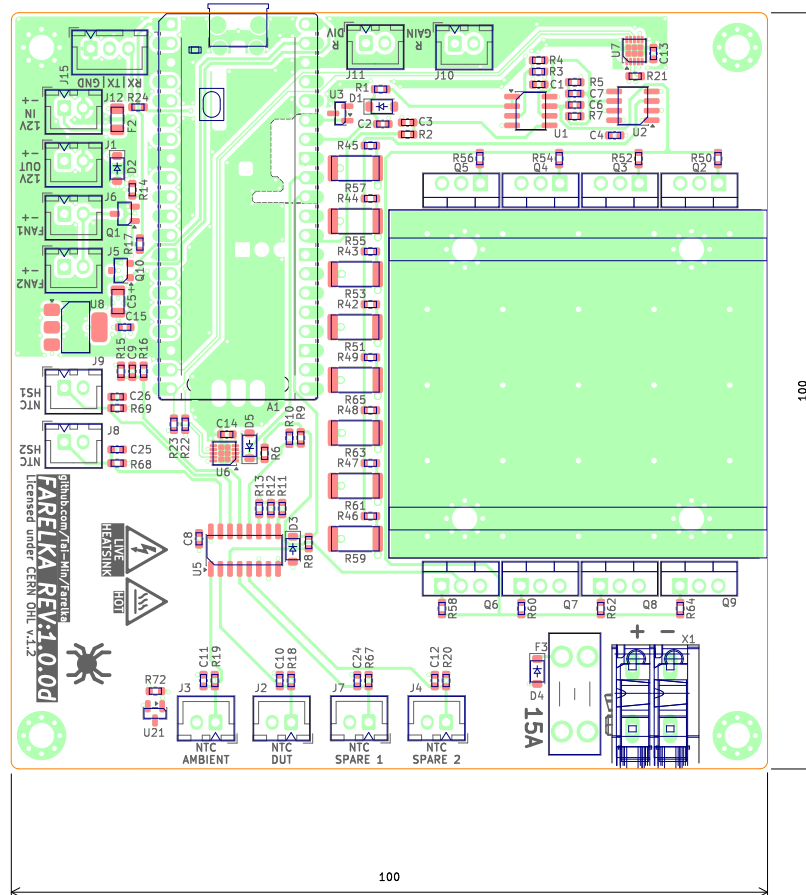 J15
RX |TX |GND
R24
J12
+ -
IN
12V
F2
J1
+ -
OUT
12V
D2
R14
J6
+ -
FAN1
Q1
R17
J5
+ -
FAN2
Q10
C5
+
U8
C15
R15
C9
R16
J9
NTC
HS1
C26
R69
J8
NTC
HS2
C25
R68
DIV
R
J11
GAIN
R
J10
U7
C13
R21
R4
R3
C1
R5
C7
C6
R7
U1
U2
C4
R1
D1
U3
C2
C3
R2
R45
R57
R44
R55
R43
R53
R42
R51
R49
R65
R48
R63
R47
R61
R46
R59
R56
Q5
R54
Q4
R52
Q3
R50
Q2
A1
R23
R22
C14
U6
D5
R6
R10
R9
R13
R12
R11
C8
U5
D3
R8
R58
Q6
R60
Q7
R62
Q8
R64
Q9
github.com/Tal-Min/Farelka
FARELKA REV:1.0.0d
Licensed under CERN OHL v.1.2
LIVE
HEATSINK
HOT
R72
U21
C11
R19
J3
NTC
AMBIENT
C10
R18
J2
NTC
DUT
C24
R67
J7
NTC
SPARE 1
C12
R20
J4
NTC
SPARE 2
F3
D4
15A
+ -
X1
100
100